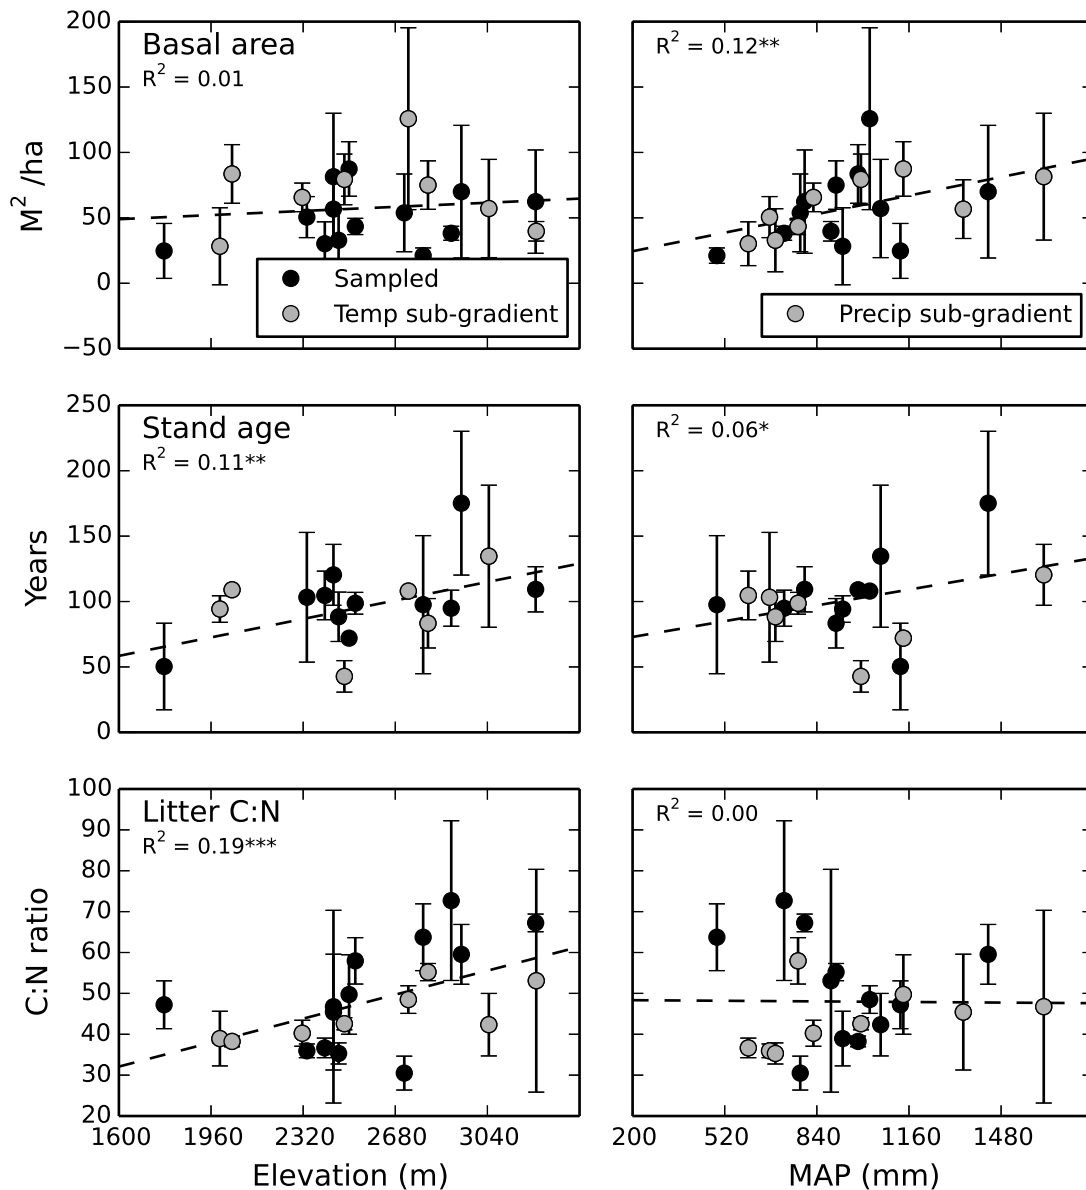 200
150
100
50
0
−50
M² /ha
Basal area
R² = 0.01
Sampled
Temp sub-gradient
R² = 0.12**
Precip sub-gradient
250
200
150
100
50
0
Years
Stand age
R² = 0.11**
R² = 0.06*
100
90
80
70
60
50
40
30
20
C:N ratio
Litter C:N
R² = 0.19***
R² = 0.00
1600 1960 2320 2680 3040
200 520 840 1160 1480
Elevation (m)
MAP (mm)